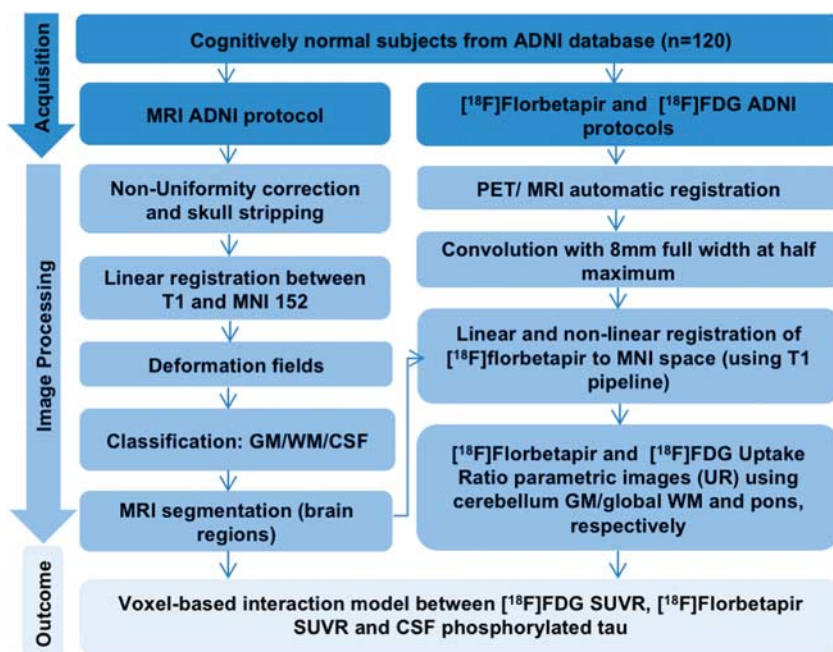 Acquisition
Cognitively normal subjects from ADNI database (n=120)
MRI ADNI protocol
[18F]Florbetapir and [18F]FDG ADNI
protocols
Image Processing
Non-Uniformity correction
and skull stripping
Linear registration between
T1 and MNI 152
Deformation fields
Classification: GM/WM/CSF
MRI segmentation (brain
regions)
PET/ MRI automatic registration
Convolution with 8mm full width at half
maximum
Linear and non-linear registration of
[18F]florbetapir to MNI space (using T1
pipeline)
[18F]Florbetapir and [18F]FDG Uptake
Ratio parametric images (UR) using
cerebellum GM/global WM and pons,
respectively
Outcome
Voxel-based interaction model between [18F]FDG SUVR, [18F]Florbetapir
SUVR and CSF phosphorylated tau